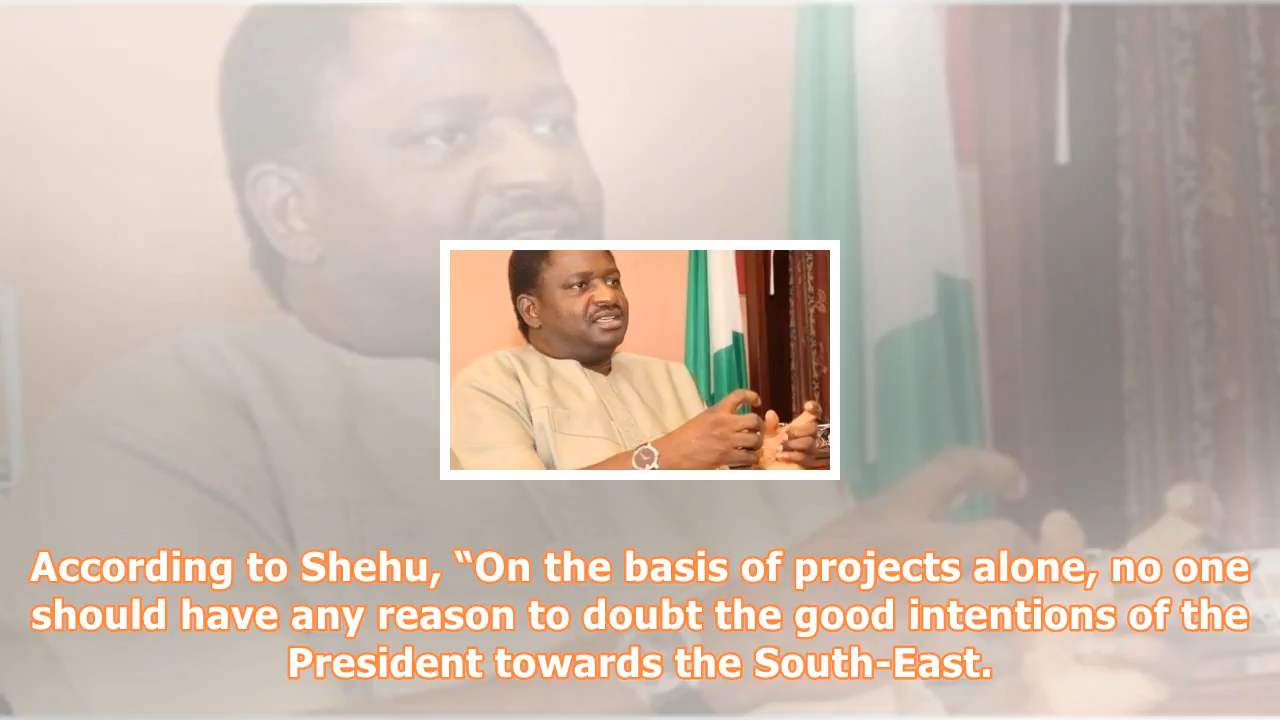 According to Shehu, “On the basis of projects alone, no one
should have any reason to doubt the good intentions of the
President towards the South-East.